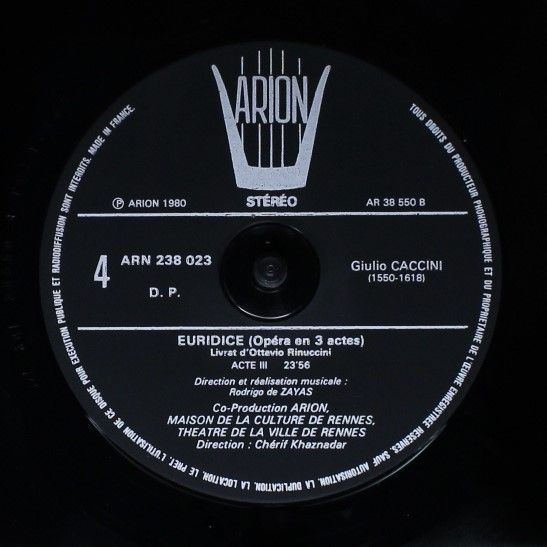 ARION
STÉRÉO
℗ ARION 1980
AR 38 550 B
4
ARN 238 023
D. P.
Giulio CACCINI
(1550-1618)
EURIDICE (Opéra en 3 actes)
Livrat d'Ottavio Rinuccini
ACTE III 23'56
Direction et réalisation musicale :
Rodrigo de ZAYAS
Co-Production ARION,
MAISON DE LA CULTURE DE RENNES,
THEATRE DE LA VILLE DE RENNES
Direction : Chérif Khaznadar
TOUS DROITS DU PRODUCTEUR PHONOGRAPHIQUE ET DU PROPRIETAIRE DE L'ŒUVRE ENREGISTREE RESERVES. SAUF AUTORISATION, LA DUPLICATION, LA LOCATION, LE PRET, L'UTILISATION DE CE DISQUE POUR EXECUTION PUBLIQUE ET RADIODIFFUSION SONT INTERDITS. MADE IN FRANCE.